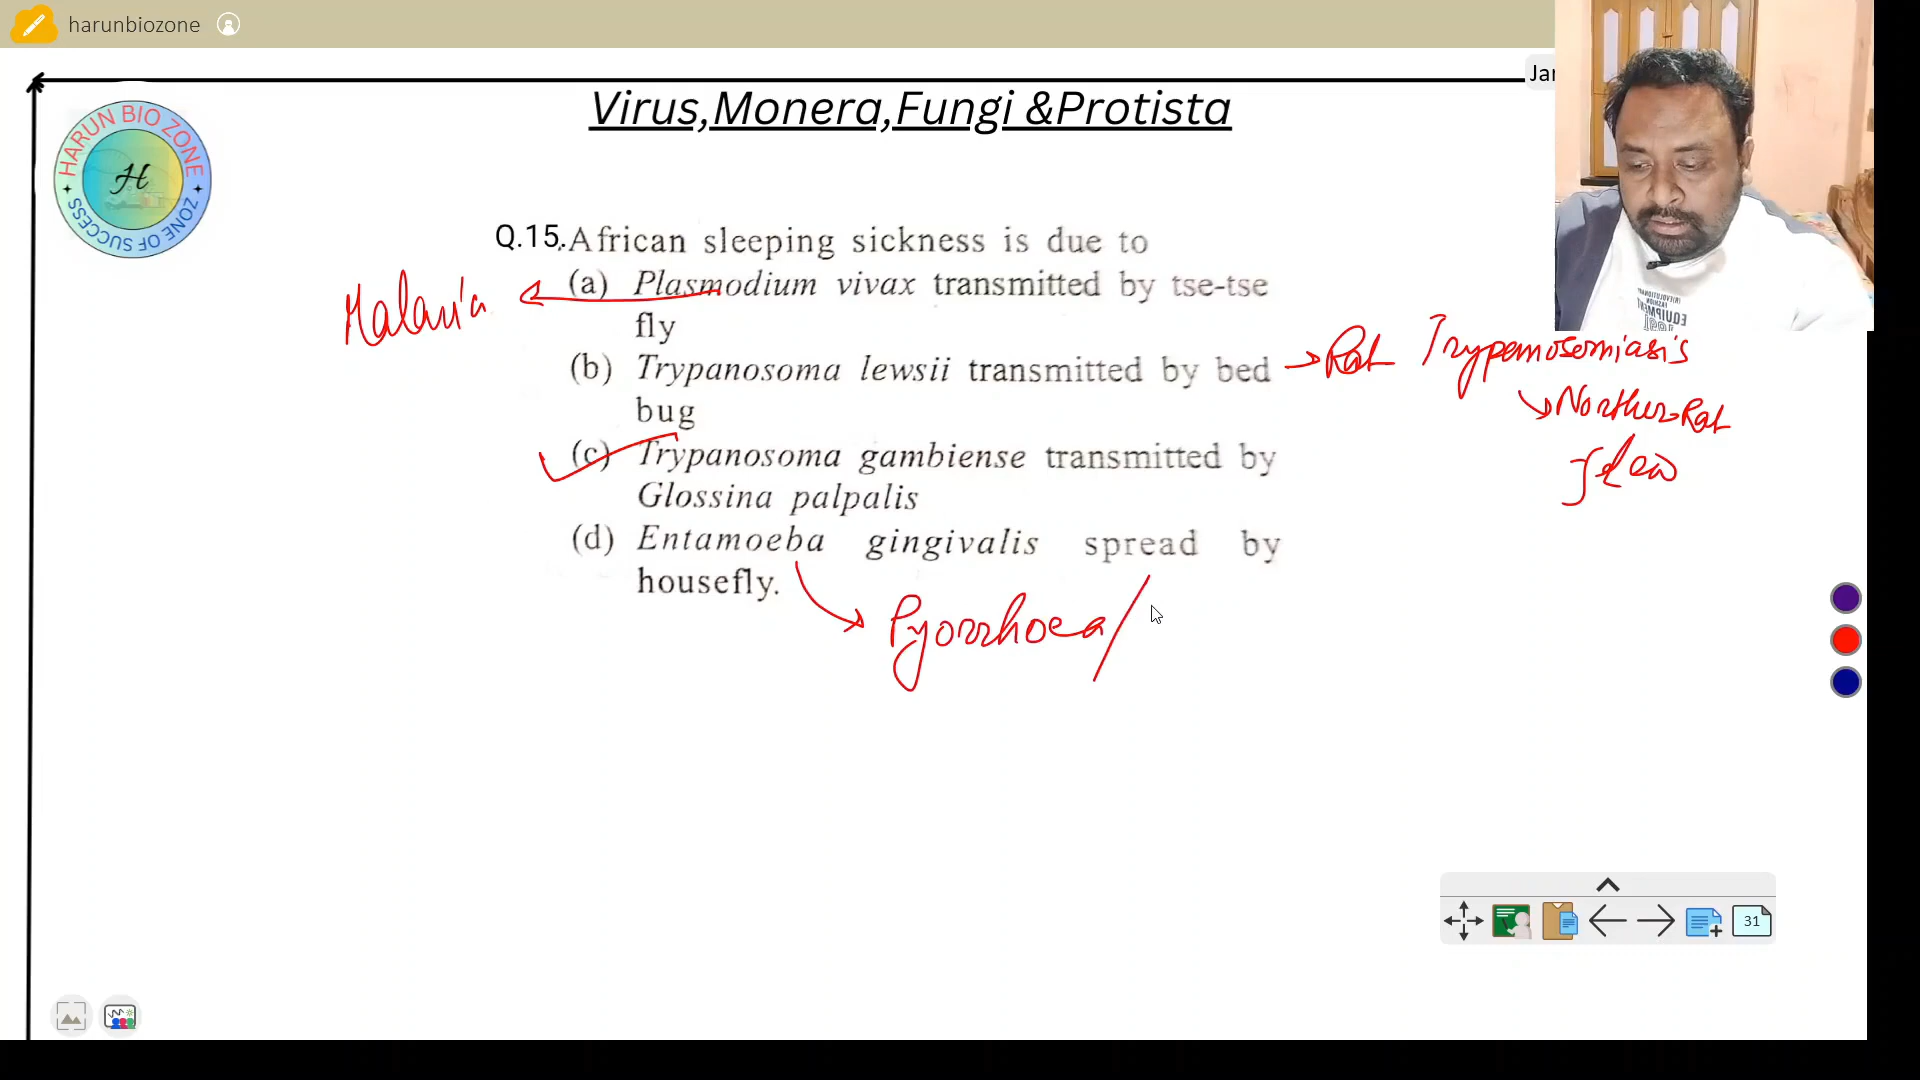 harunbiozone
Jan
Virus,Monera,Fungi &Protista
HARUN BIO ZONE
H
ZONE OF SUCCESS
Q.15. African sleeping sickness is due to
(a) Plasmodium vivax transmitted by tse-tse
fly
Malaria
(b) Trypanosoma lewsii transmitted by bed
bug
Rat Trypanosomiasis
Northern Rat
flea
(c) Trypanosoma gambiense transmitted by
Glossina palpalis
(d) Entamoeba gingivalis spread by
housefly.
Pyorrhoea/
31